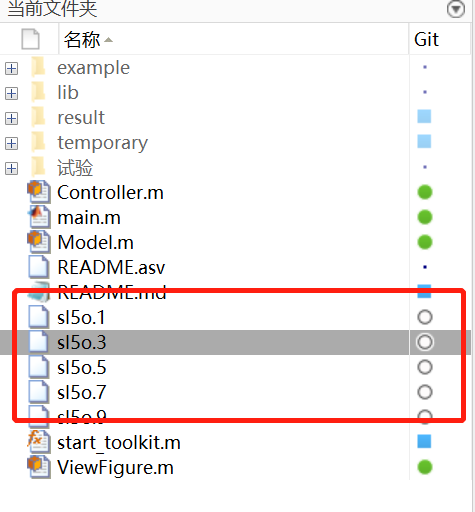 当前文件夹
名称 Git
example
lib
result
temporary
试验
Controller.m
main.m
Model.m
README.asv
README.md
sl5o.1
sl5o.3
sl5o.5
sl5o.7
sl5o.9
start_toolkit.m
ViewFigure.m